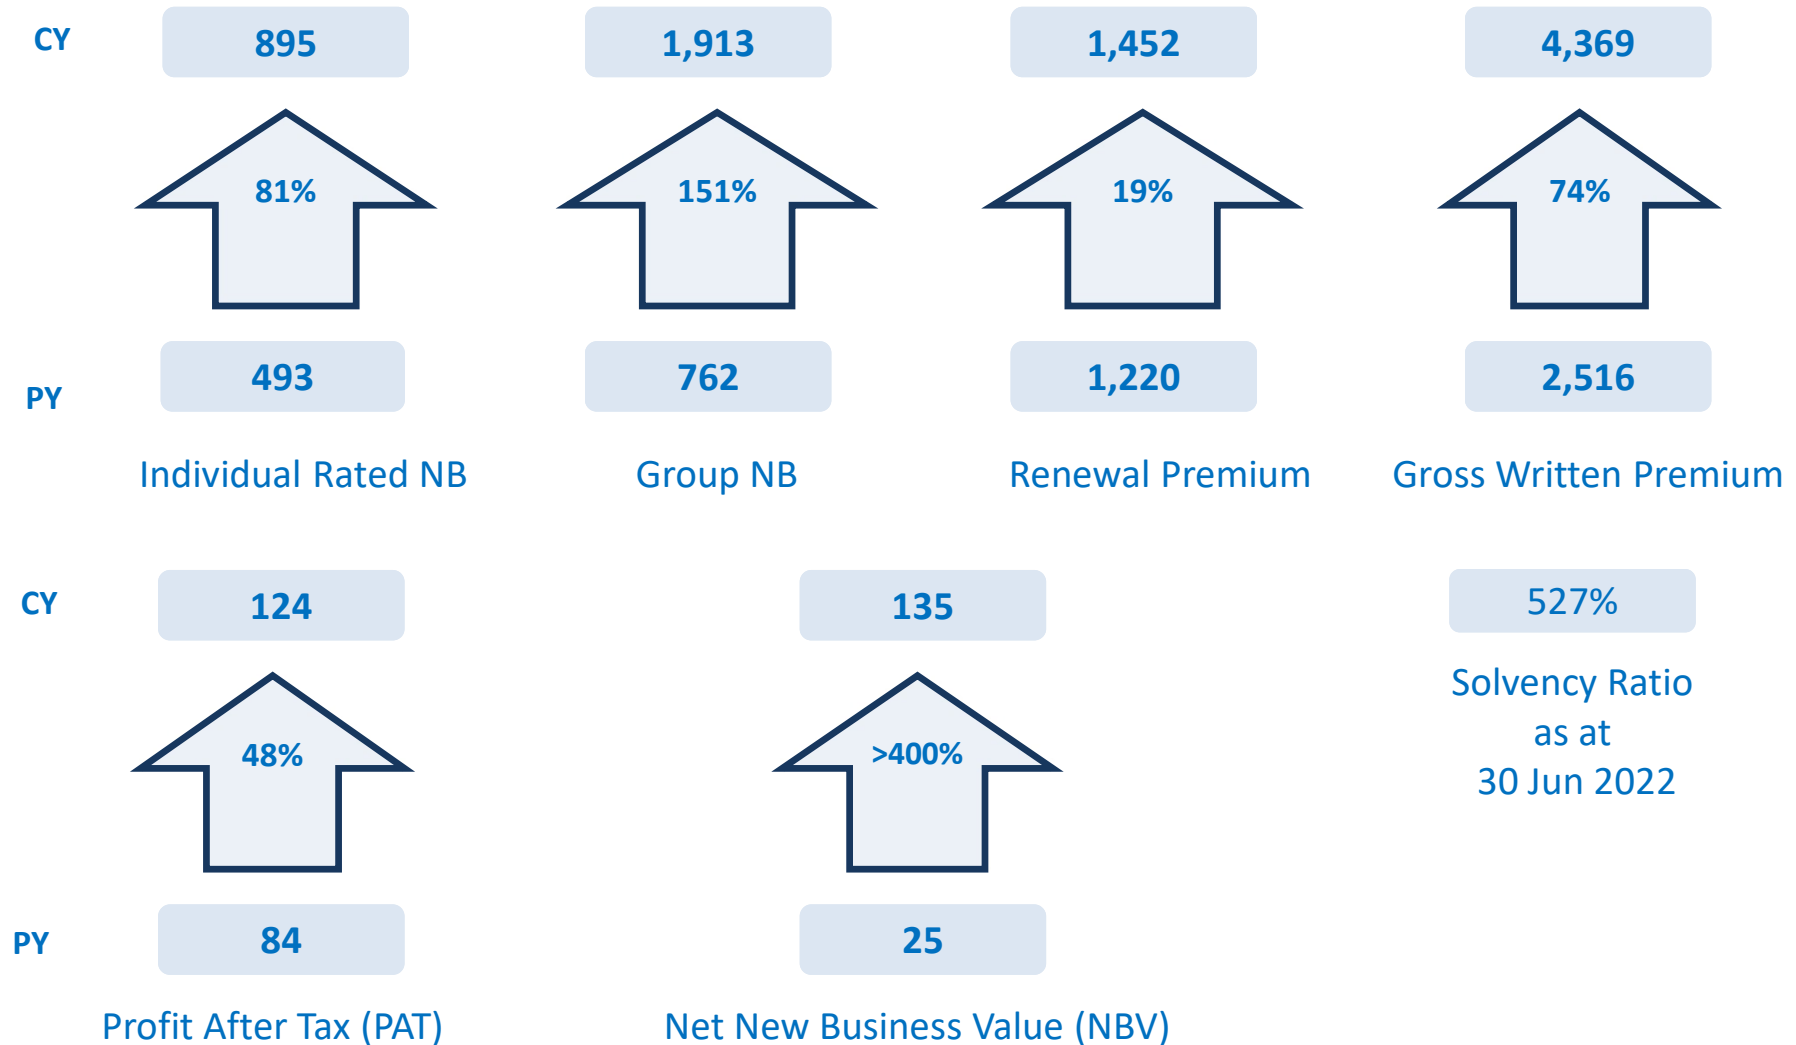 CY
895
1,913
1,452
4,369
81%
151%
19%
74%
PY
493
762
1,220
2,516
Individual Rated NB
Group NB
Renewal Premium
Gross Written Premium
CY
124
135
527%
Solvency Ratio
as at
30 Jun 2022
48%
>400%
PY
84
25
Profit After Tax (PAT)
Net New Business Value (NBV)